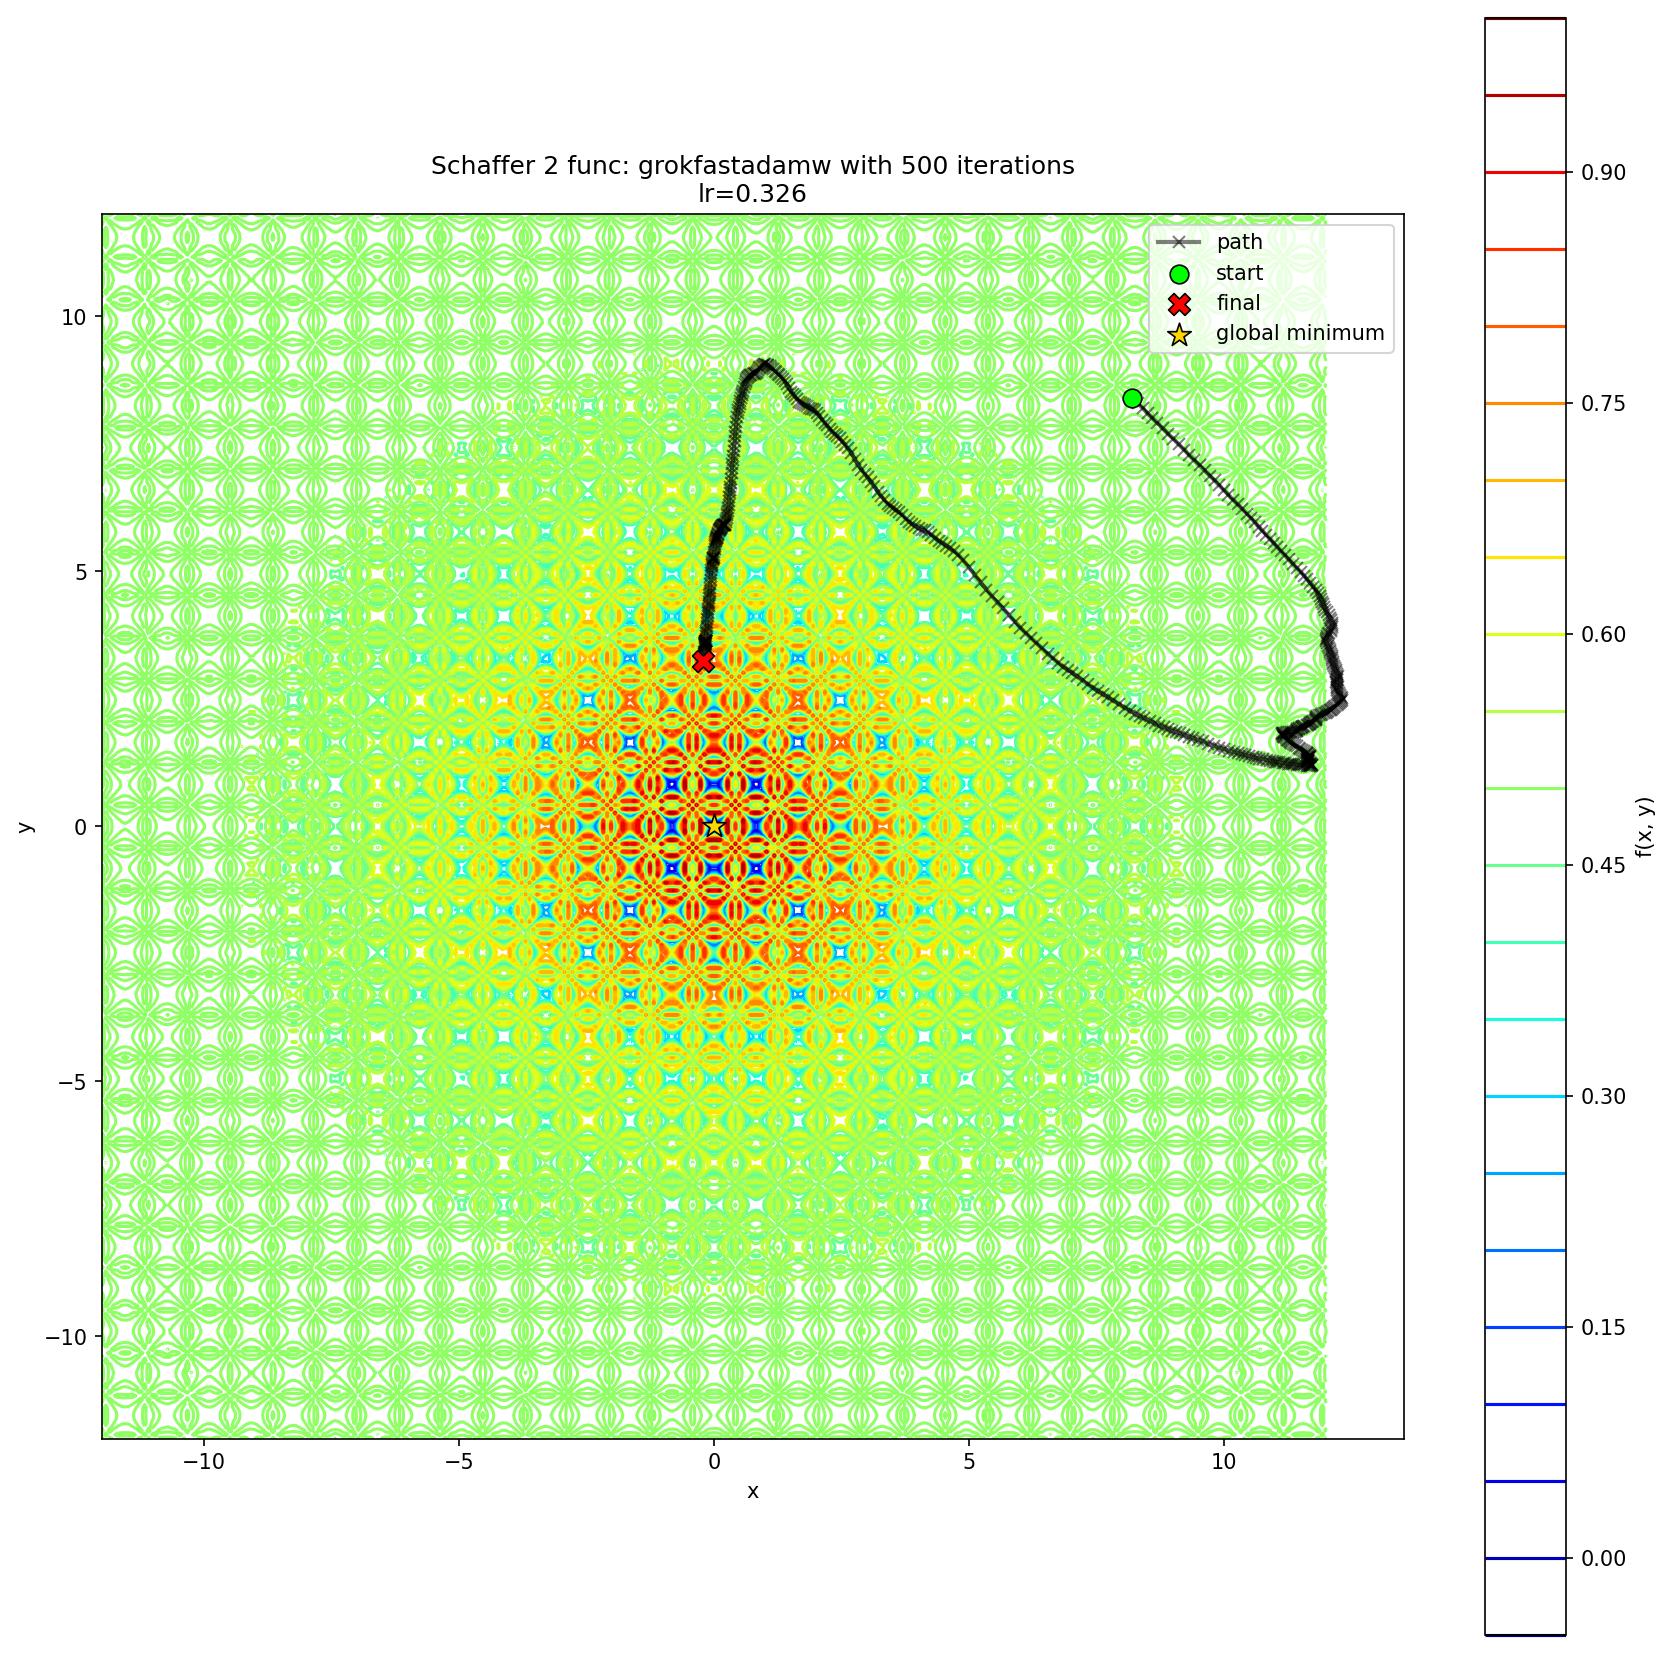 Schaffer 2 func: grokfastadamw with 500 iterations
lr=0.326
path
start
final
global minimum
10
5
0
−5
−10
y
−10
−5
0
5
10
x
0.90
0.75
0.60
0.45
0.30
0.15
0.00
f(x, y)